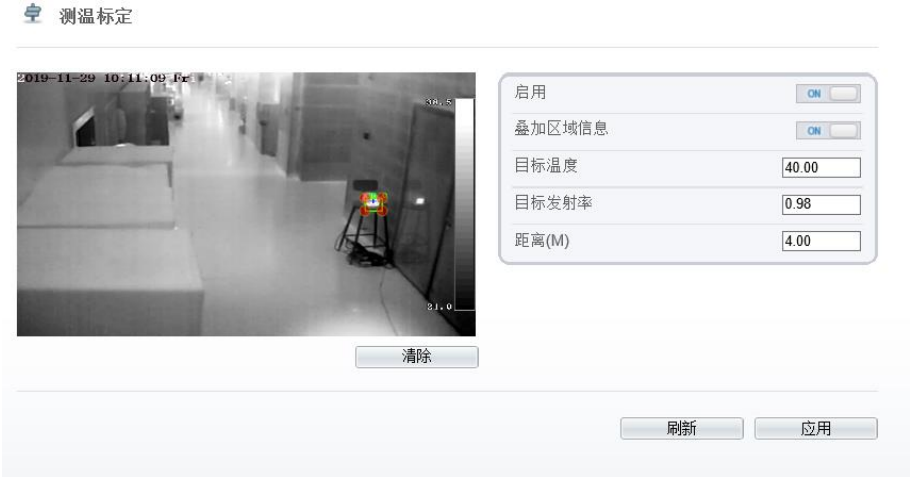 测温标定
2019-11-29 10:11:09 Fr
30.5
21.0
清除
启用 ON
叠加区域信息 ON
目标温度 40.00
目标发射率 0.98
距离(M) 4.00
刷新 应用